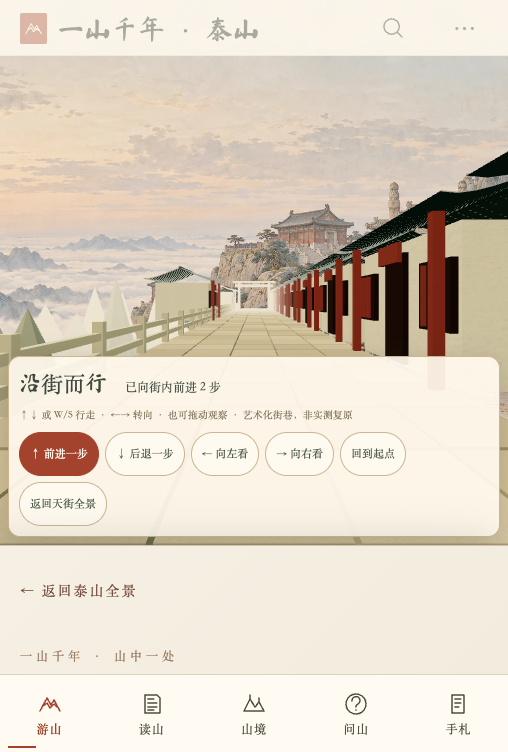 一山千年 · 泰山
沿街而行 已向街内前进 2 步
↑ ↓ 或 W/S 行走 · ←→ 转向 · 也可拖动观察 · 艺术化街巷，非实测复原
↑ 前进一步 ↓ 后退一步 ← 向左看 → 向右看 回到起点
返回天街全景
← 返回泰山全景
一山千年 · 山中一处
游山 读山 山境 问山 手札